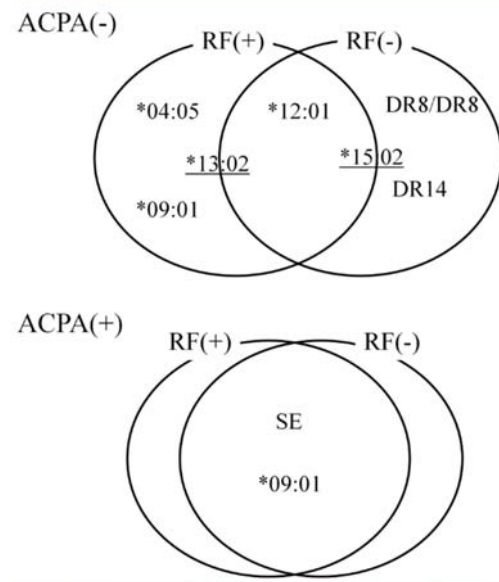 ACPA(-)
RF(+) RF(-)
*04:05 *12:01 DR8/DR8
*13:02 *15:02
*09:01 DR14
ACPA(+)
RF(+) RF(-)
SE
*09:01